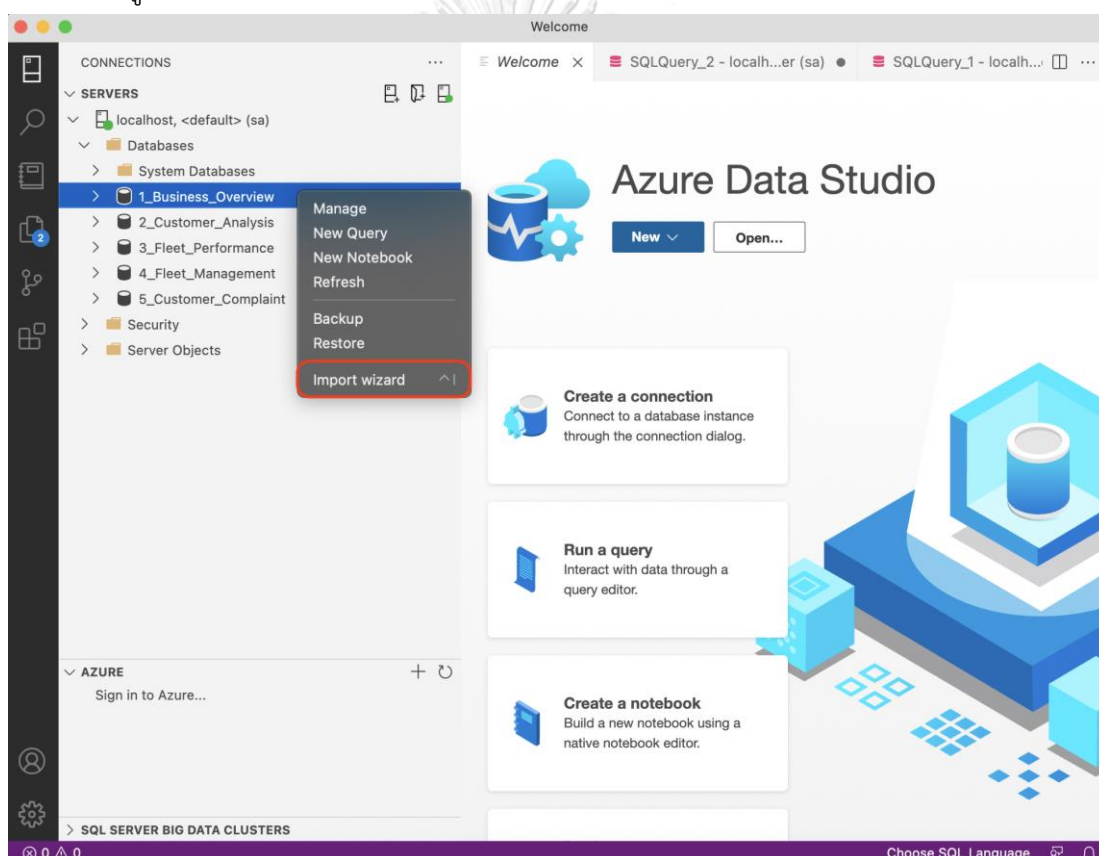 Welcome
CONNECTIONS
Welcome
SQLQuery_2 - localh...er (sa)
SQLQuery_1 - localh...
SERVERS
localhost, <default> (sa)
Databases
System Databases
1_Business_Overview
2_Customer_Analysis
3_Fleet_Performance
4_Fleet_Management
5_Customer_Complaint
Security
Server Objects
Manage
New Query
New Notebook
Refresh
Backup
Restore
Import wizard ^I
2
Azure Data Studio
New
Open...
Create a connection
Connect to a database instance
through the connection dialog.
Run a query
Interact with data through a
query editor.
Create a notebook
Build a new notebook using a
native notebook editor.
AZURE
Sign in to Azure...
SQL SERVER BIG DATA CLUSTERS
0 0
Choose SQL Language